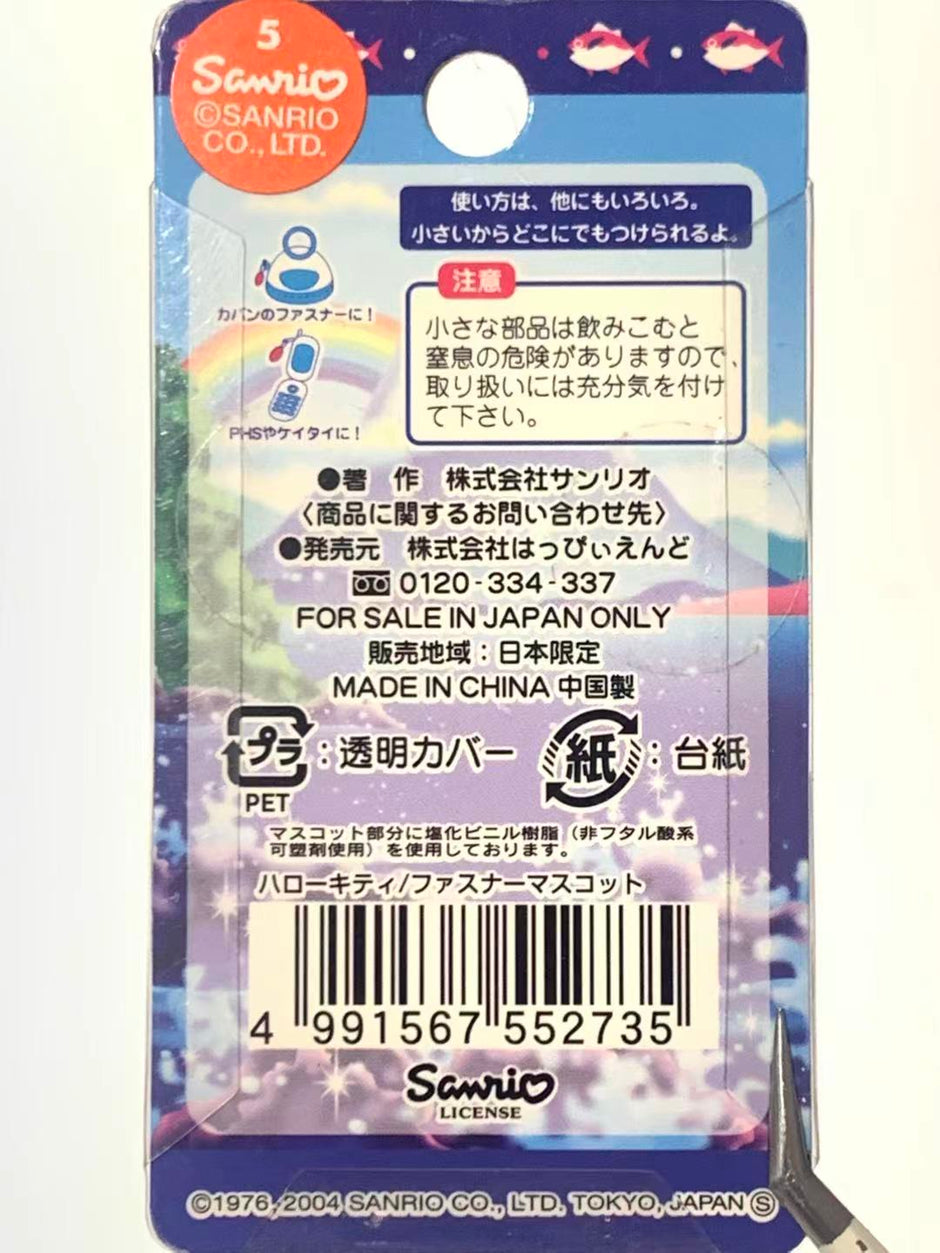 5
Sanrio
©SANRIO
CO., LTD.
使い方は、他にもいろいろ。
小さいからどこにでもつけられるよ。
カバンのファスナーに!
PHSやケイタイに!
注意
小さな部品は飲みこむと
窒息の危険がありますので、
取り扱いには充分気を付け
て下さい。
●著 作 株式会社サンリオ
〈商品に関するお問い合わせ先〉
●発売元 株式会社はっぴぃえんど
0120-334-337
FOR SALE IN JAPAN ONLY
販売地域:日本限定
MADE IN CHINA 中国製
プラ:透明カバー
PET
紙:台紙
マスコット部分に塩化ビニル樹脂(非フタル酸系
可塑剤使用)を使用しております。
ハローキティ/ファスナーマスコット
4 991567 552735
Sanrio
LICENSE
©1976, 2004 SANRIO CO., LTD. TOKYO, JAPAN Ⓢ